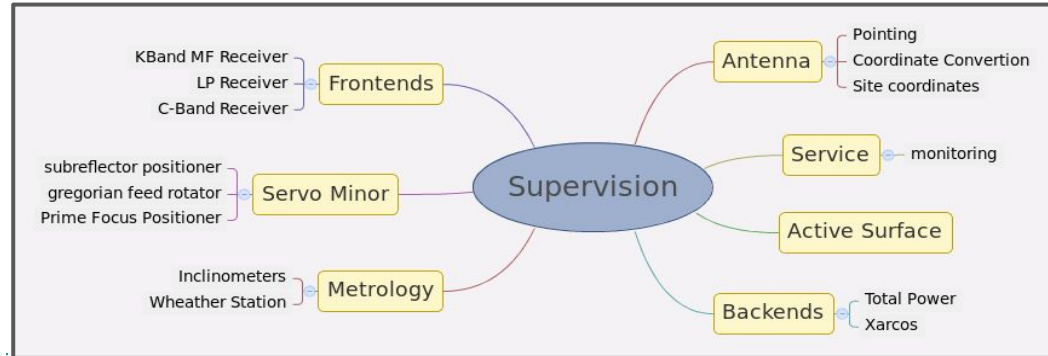 KBand MF Receiver
LP Receiver
C-Band Receiver
Frontends
subreflector positioner
gregorian feed rotator
Prime Focus Positioner
Servo Minor
Inclinometers
Wheather Station
Metrology
Supervision
Antenna
Pointing
Coordinate Convertion
Site coordinates
Service
monitoring
Active Surface
Backends
Total Power
Xarcos